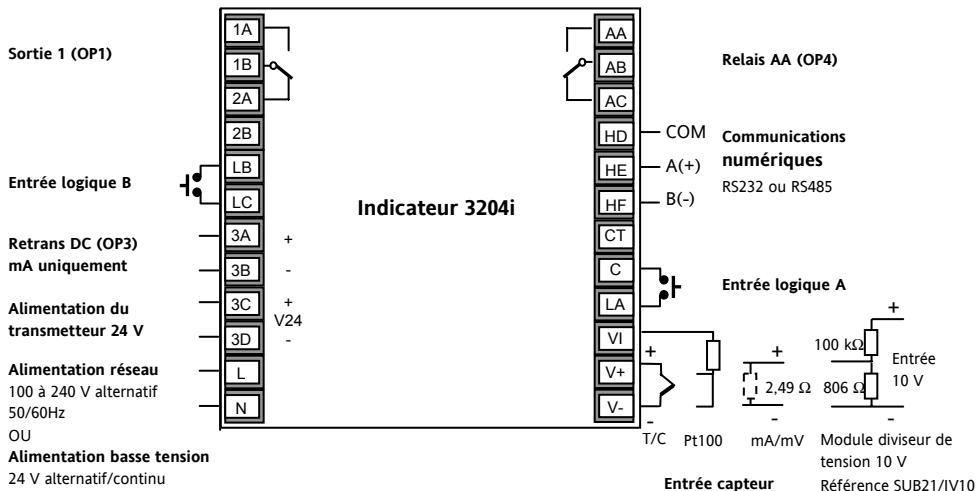 Sortie 1 (OP1)
Entrée logique B
Retrans DC (OP3)
mA uniquement
Alimentation du
transmetteur 24 V
Alimentation réseau
100 à 240 V alternatif
50/60Hz
OU
Alimentation basse tension
24 V alternatif/continu
1A
1B
2A
2B
LB
LC
3A
+
3B
-
3C
+
V24
3D
-
L
N
Indicateur 3204i
AA
AB
AC
HD
COM
HE
A(+)
HF
B(-)
CT
C
LA
VI
V+
V-
Relais AA (OP4)
Communications
numériques
RS232 ou RS485
Entrée logique A
+
-
T/C
Pt100
+
2,49 Ω
-
mA/mV
+
100 kΩ
806 Ω
Entrée
10 V
-
Module diviseur de
tension 10 V
Référence SUB21/IV10
Entrée capteur